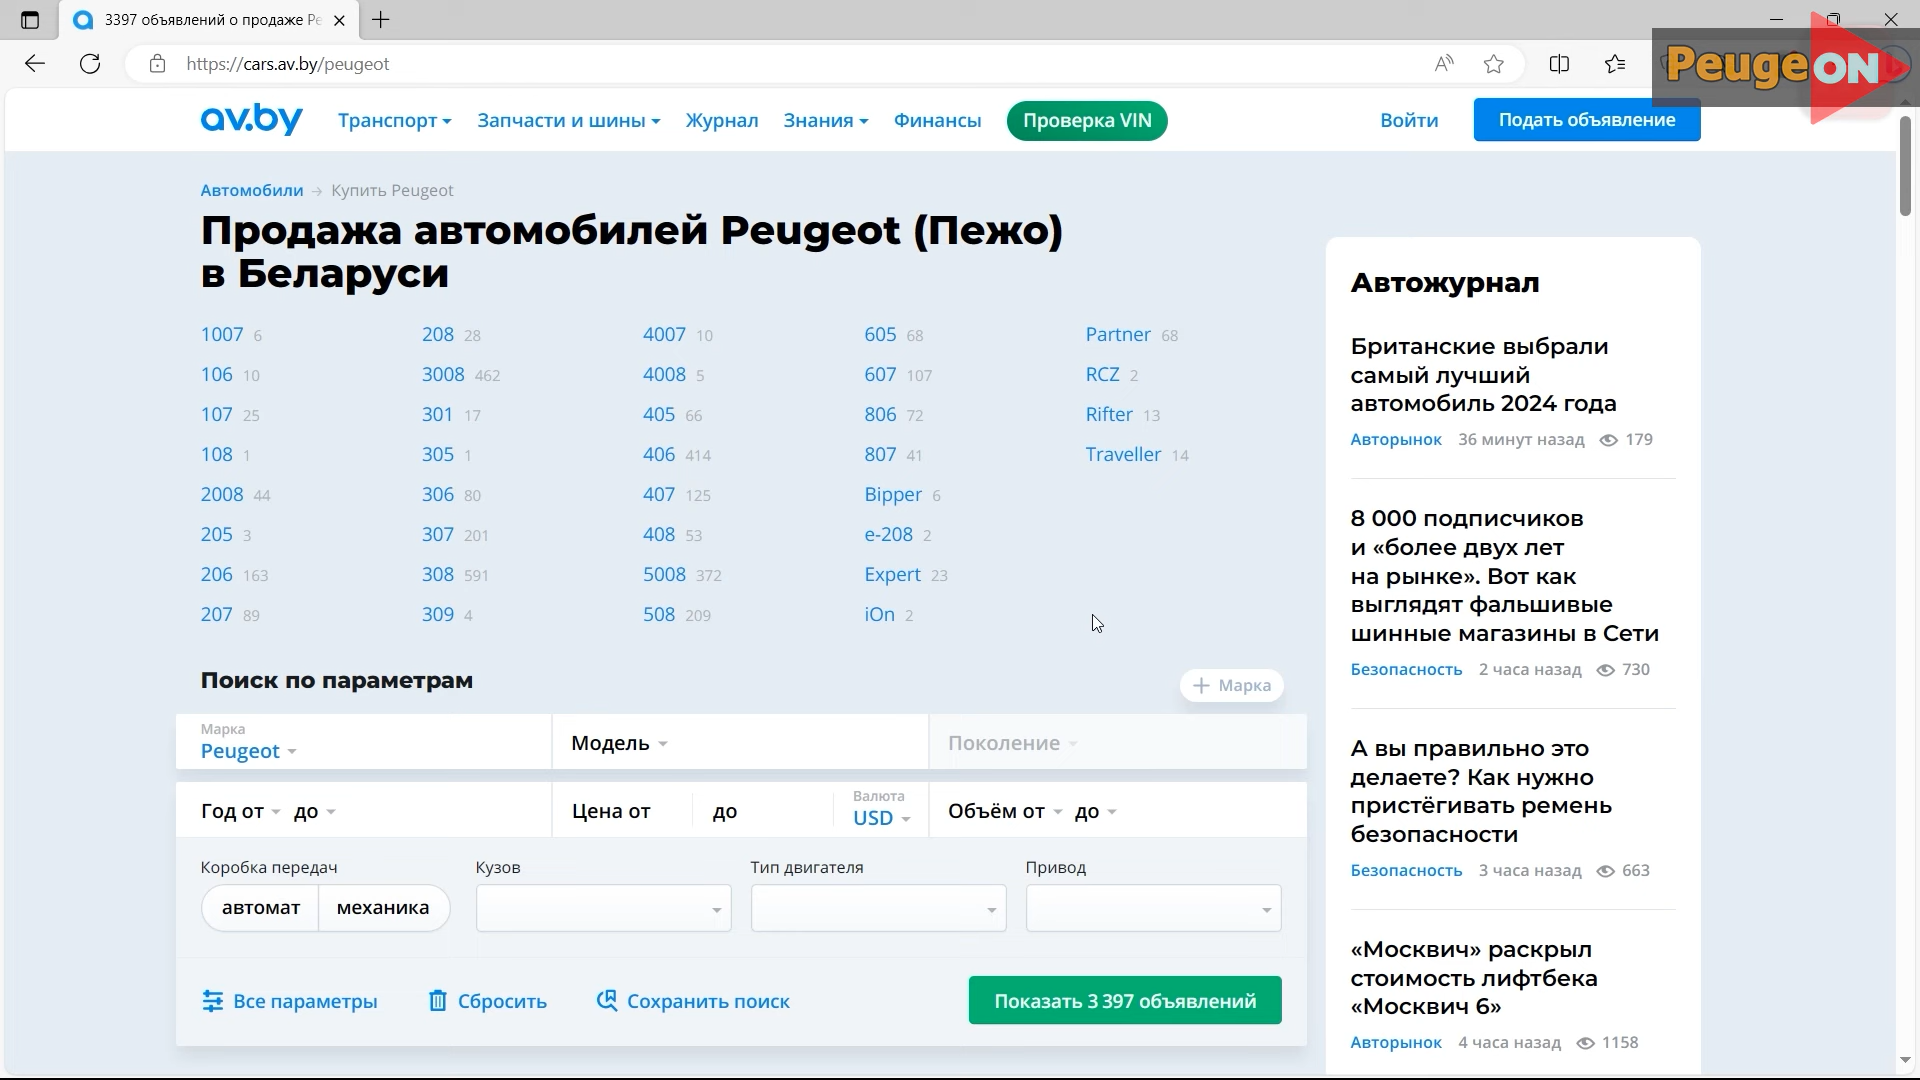 3397 объявлений о продаже Pe
https://cars.av.by/peugeot
PeugeON
av.by
Транспорт
Запчасти и шины
Журнал
Знания
Финансы
Проверка VIN
Войти
Подать объявление
Автомобили → Купить Peugeot
Продажа автомобилей Peugeot (Пежо)
в Беларуси
1007 6
106 10
107 25
108 1
2008 44
205 3
206 163
207 89
208 28
3008 462
301 17
305 1
306 80
307 201
308 591
309 4
4007 10
4008 5
405 66
406 414
407 125
408 53
5008 372
508 209
605 68
607 107
806 72
807 41
Bipper 6
e-208 2
Expert 23
iOn 2
Partner 68
RCZ 2
Rifter 13
Traveller 14
Поиск по параметрам
+ Марка
Марка
Peugeot
Модель
Поколение
Год от
до
Цена от
до
Валюта
USD
Объём от
до
Коробка передач
автомат
механика
Кузов
Тип двигателя
Привод
Все параметры
Сбросить
Сохранить поиск
Показать 3 397 объявлений
Автожурнал
Британские выбрали
самый лучший
автомобиль 2024 года
Авторынок 36 минут назад 179
8 000 подписчиков
и «более двух лет
на рынке». Вот как
выглядят фальшивые
шинные магазины в Сети
Безопасность 2 часа назад 730
А вы правильно это
делаете? Как нужно
пристёгивать ремень
безопасности
Безопасность 3 часа назад 663
«Москвич» раскрыл
стоимость лифтбека
«Москвич 6»
Авторынок 4 часа назад 1158